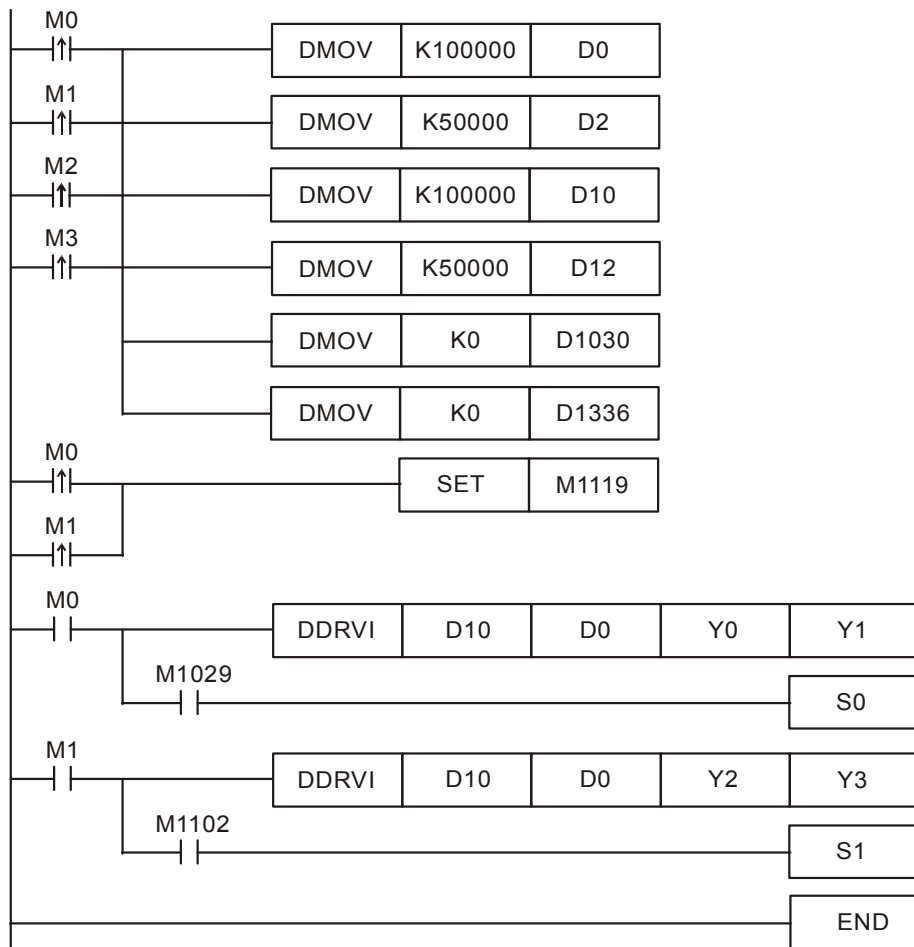 M0
DMOV K100000 D0
M1
DMOV K50000 D2
M2
DMOV K100000 D10
M3
DMOV K50000 D12
DMOV K0 D1030
DMOV K0 D1336
M0
SET M1119
M1
M0
DDRVI D10 D0 Y0 Y1
M1029
S0
M1
DDRVI D10 D0 Y2 Y3
M1102
S1
END